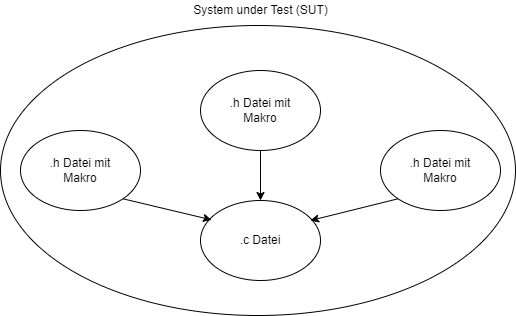 System under Test (SUT)
.h Datei mit
Makro
.h Datei mit
Makro
.h Datei mit
Makro
.c Datei